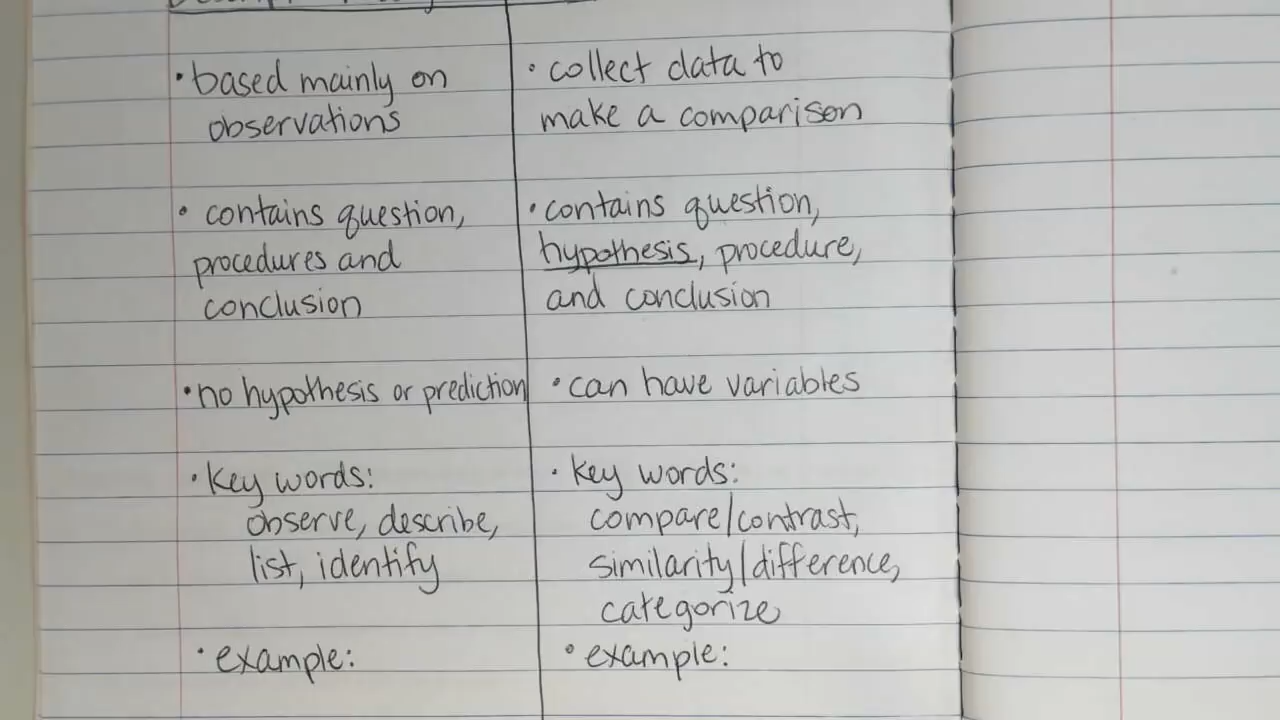 • based mainly on
observations
• contains question,
procedures and
conclusion
• no hypothesis or prediction
• key words:
observe, describe,
list, identify
• example:
• collect data to
make a comparison
• contains question,
hypothesis, procedure,
and conclusion
• can have variables
• key words:
compare/contrast,
similarity/difference,
categorize
• example: